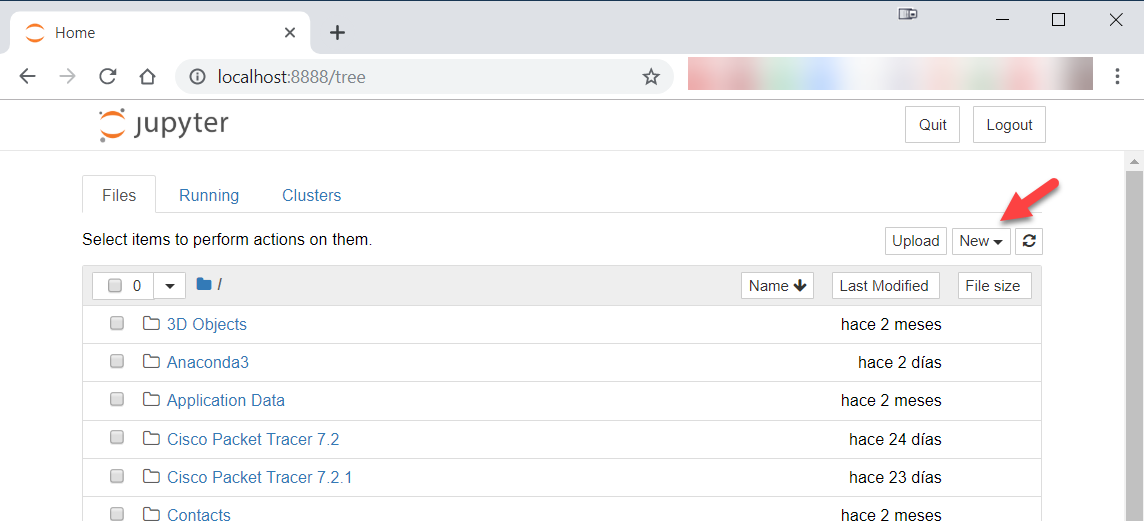 Home
localhost:8888/tree
jupyter
Quit Logout
Files Running Clusters
Select items to perform actions on them.
Upload New
0 / Name Last Modified File size
3D Objects hace 2 meses
Anaconda3 hace 2 días
Application Data hace 2 meses
Cisco Packet Tracer 7.2 hace 24 días
Cisco Packet Tracer 7.2.1 hace 23 días
Contacts hace 2 meses